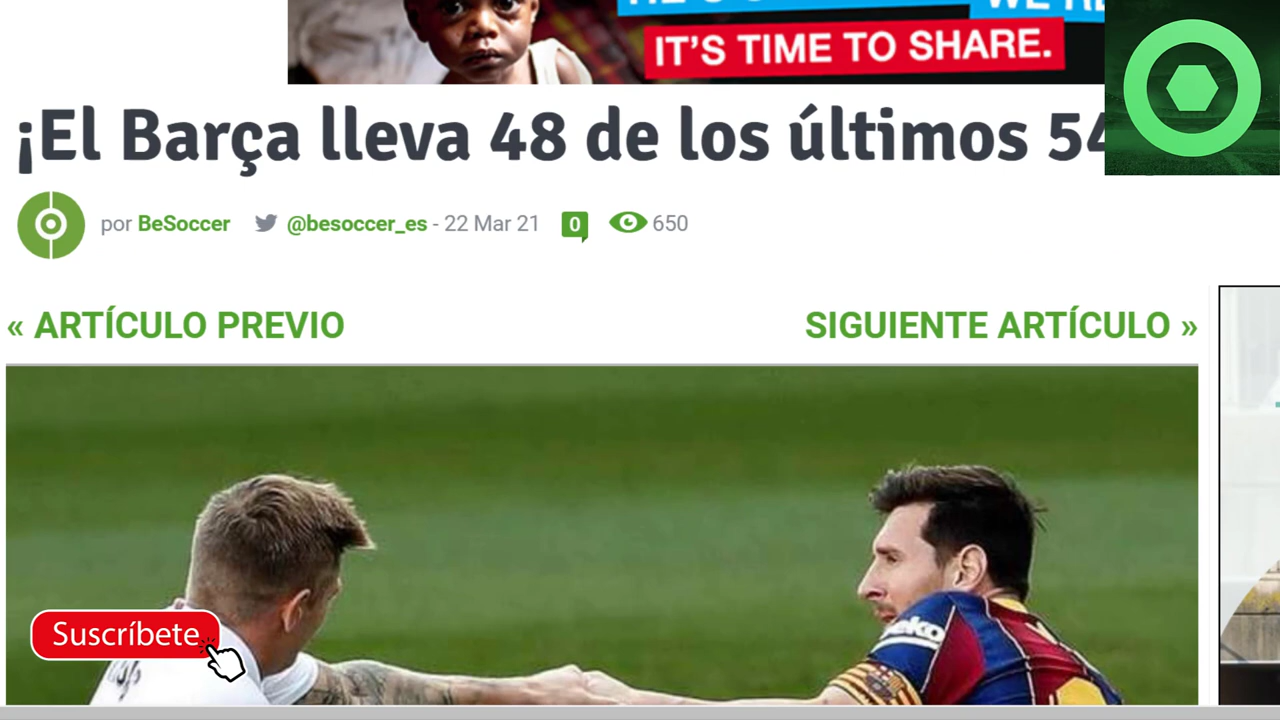 IT'S TIME TO SHARE.
¡El Barça lleva 48 de los últimos 54
por BeSoccer @besoccer_es - 22 Mar 21 0 650
« ARTÍCULO PREVIO SIGUIENTE ARTÍCULO »
Suscríbete